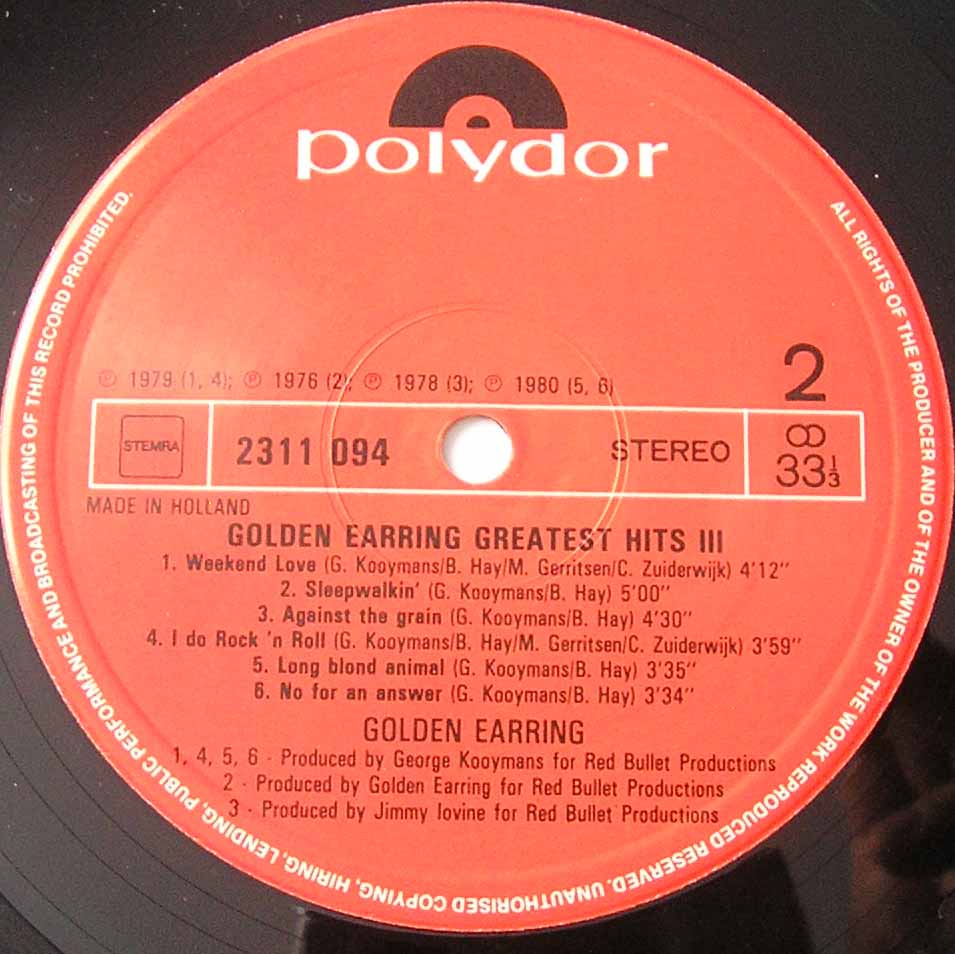 polydor
2
℗ 1979 (1, 4); ℗ 1976 (2); ℗ 1978 (3); ℗ 1980 (5, 6)
STEMRA
2311 094
STEREO
33⅓
MADE IN HOLLAND
GOLDEN EARRING GREATEST HITS III
1. Weekend Love (G. Kooymans/B. Hay/M. Gerritsen/C. Zuiderwijk) 4'12"
2. Sleepwalkin' (G. Kooymans/B. Hay) 5'00"
3. Against the grain (G. Kooymans/B. Hay) 4'30"
4. I do Rock 'n Roll (G. Kooymans/B. Hay/M. Gerritsen/C. Zuiderwijk) 3'59"
5. Long blond animal (G. Kooymans/B. Hay) 3'35"
6. No for an answer (G. Kooymans/B. Hay) 3'34"
GOLDEN EARRING
1, 4, 5, 6 · Produced by George Kooymans for Red Bullet Productions
2 · Produced by Golden Earring for Red Bullet Productions
3 · Produced by Jimmy Iovine for Red Bullet Productions
ALL RIGHTS OF THE PRODUCER AND OF THE OWNER OF THE WORK REPRODUCED RESERVED. UNAUTHORISED COPYING, HIRING, LENDING, PUBLIC PERFORMANCE AND BROADCASTING OF THIS RECORD PROHIBITED.